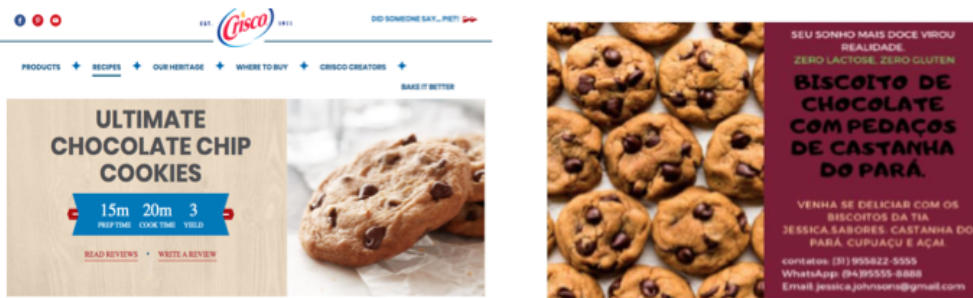 EST. Crisco 1911
DID SOMEONE SAY... PIE?!
PRODUCTS RECIPES OUR HERITAGE WHERE TO BUY CRISCO CREATORS
BAKE IT BETTER
ULTIMATE
CHOCOLATE CHIP
COOKIES
15m 20m 3
PREP TIME COOK TIME YIELD
READ REVIEWS • WRITE A REVIEW
SEU SONHO MAIS DOCE VIROU
REALIDADE.
ZERO LACTOSE, ZERO GLUTEN
BISCOITO DE
CHOCOLATE
COM PEDAÇOS
DE CASTANHA
DO PARÁ.
VENHA SE DELICIAR COM OS
BISCOITOS DA TIA
JESSICA.SABORES: CASTANHA DO
PARÁ, CUPUAÇU E AÇAI.
contatos: (31) 955822-5555
WhatsApp: (94)95555-8888
Email: jessica.johnsons@gmail.com